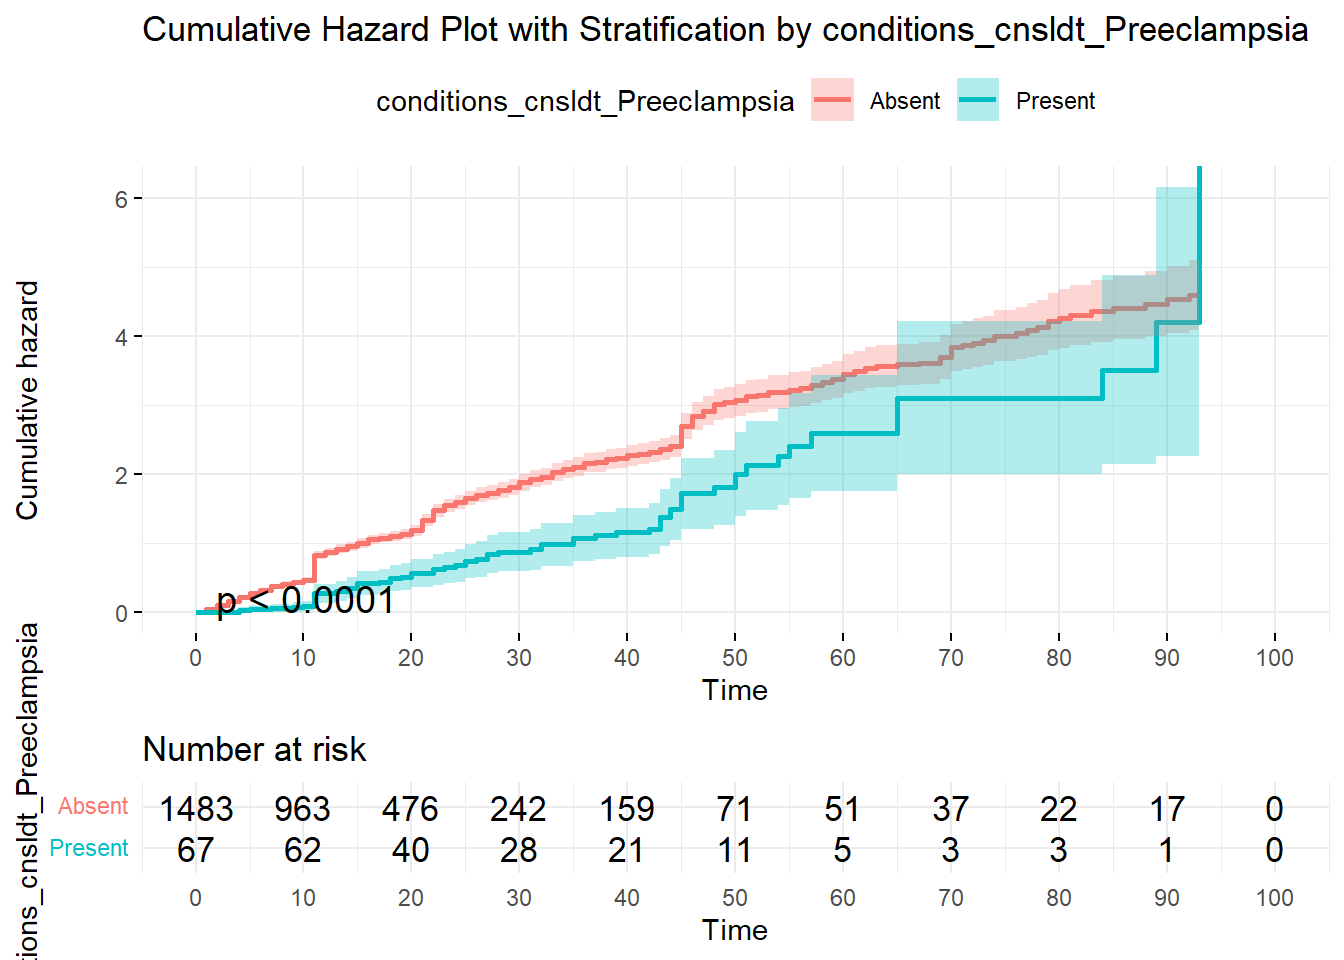 Cumulative Hazard Plot with Stratification by conditions_cnsldt_Preeclampsia
conditions_cnsldt_Preeclampsia Absent Present
Cumulative hazard
6
4
2
0
p < 0.0001
0 10 20 30 40 50 60 70 80 90 100
Time
Number at risk
tions_cnsldt_Preeclampsia
Absent 1483 963 476 242 159 71 51 37 22 17 0
Present 67 62 40 28 21 11 5 3 3 1 0
0 10 20 30 40 50 60 70 80 90 100
Time